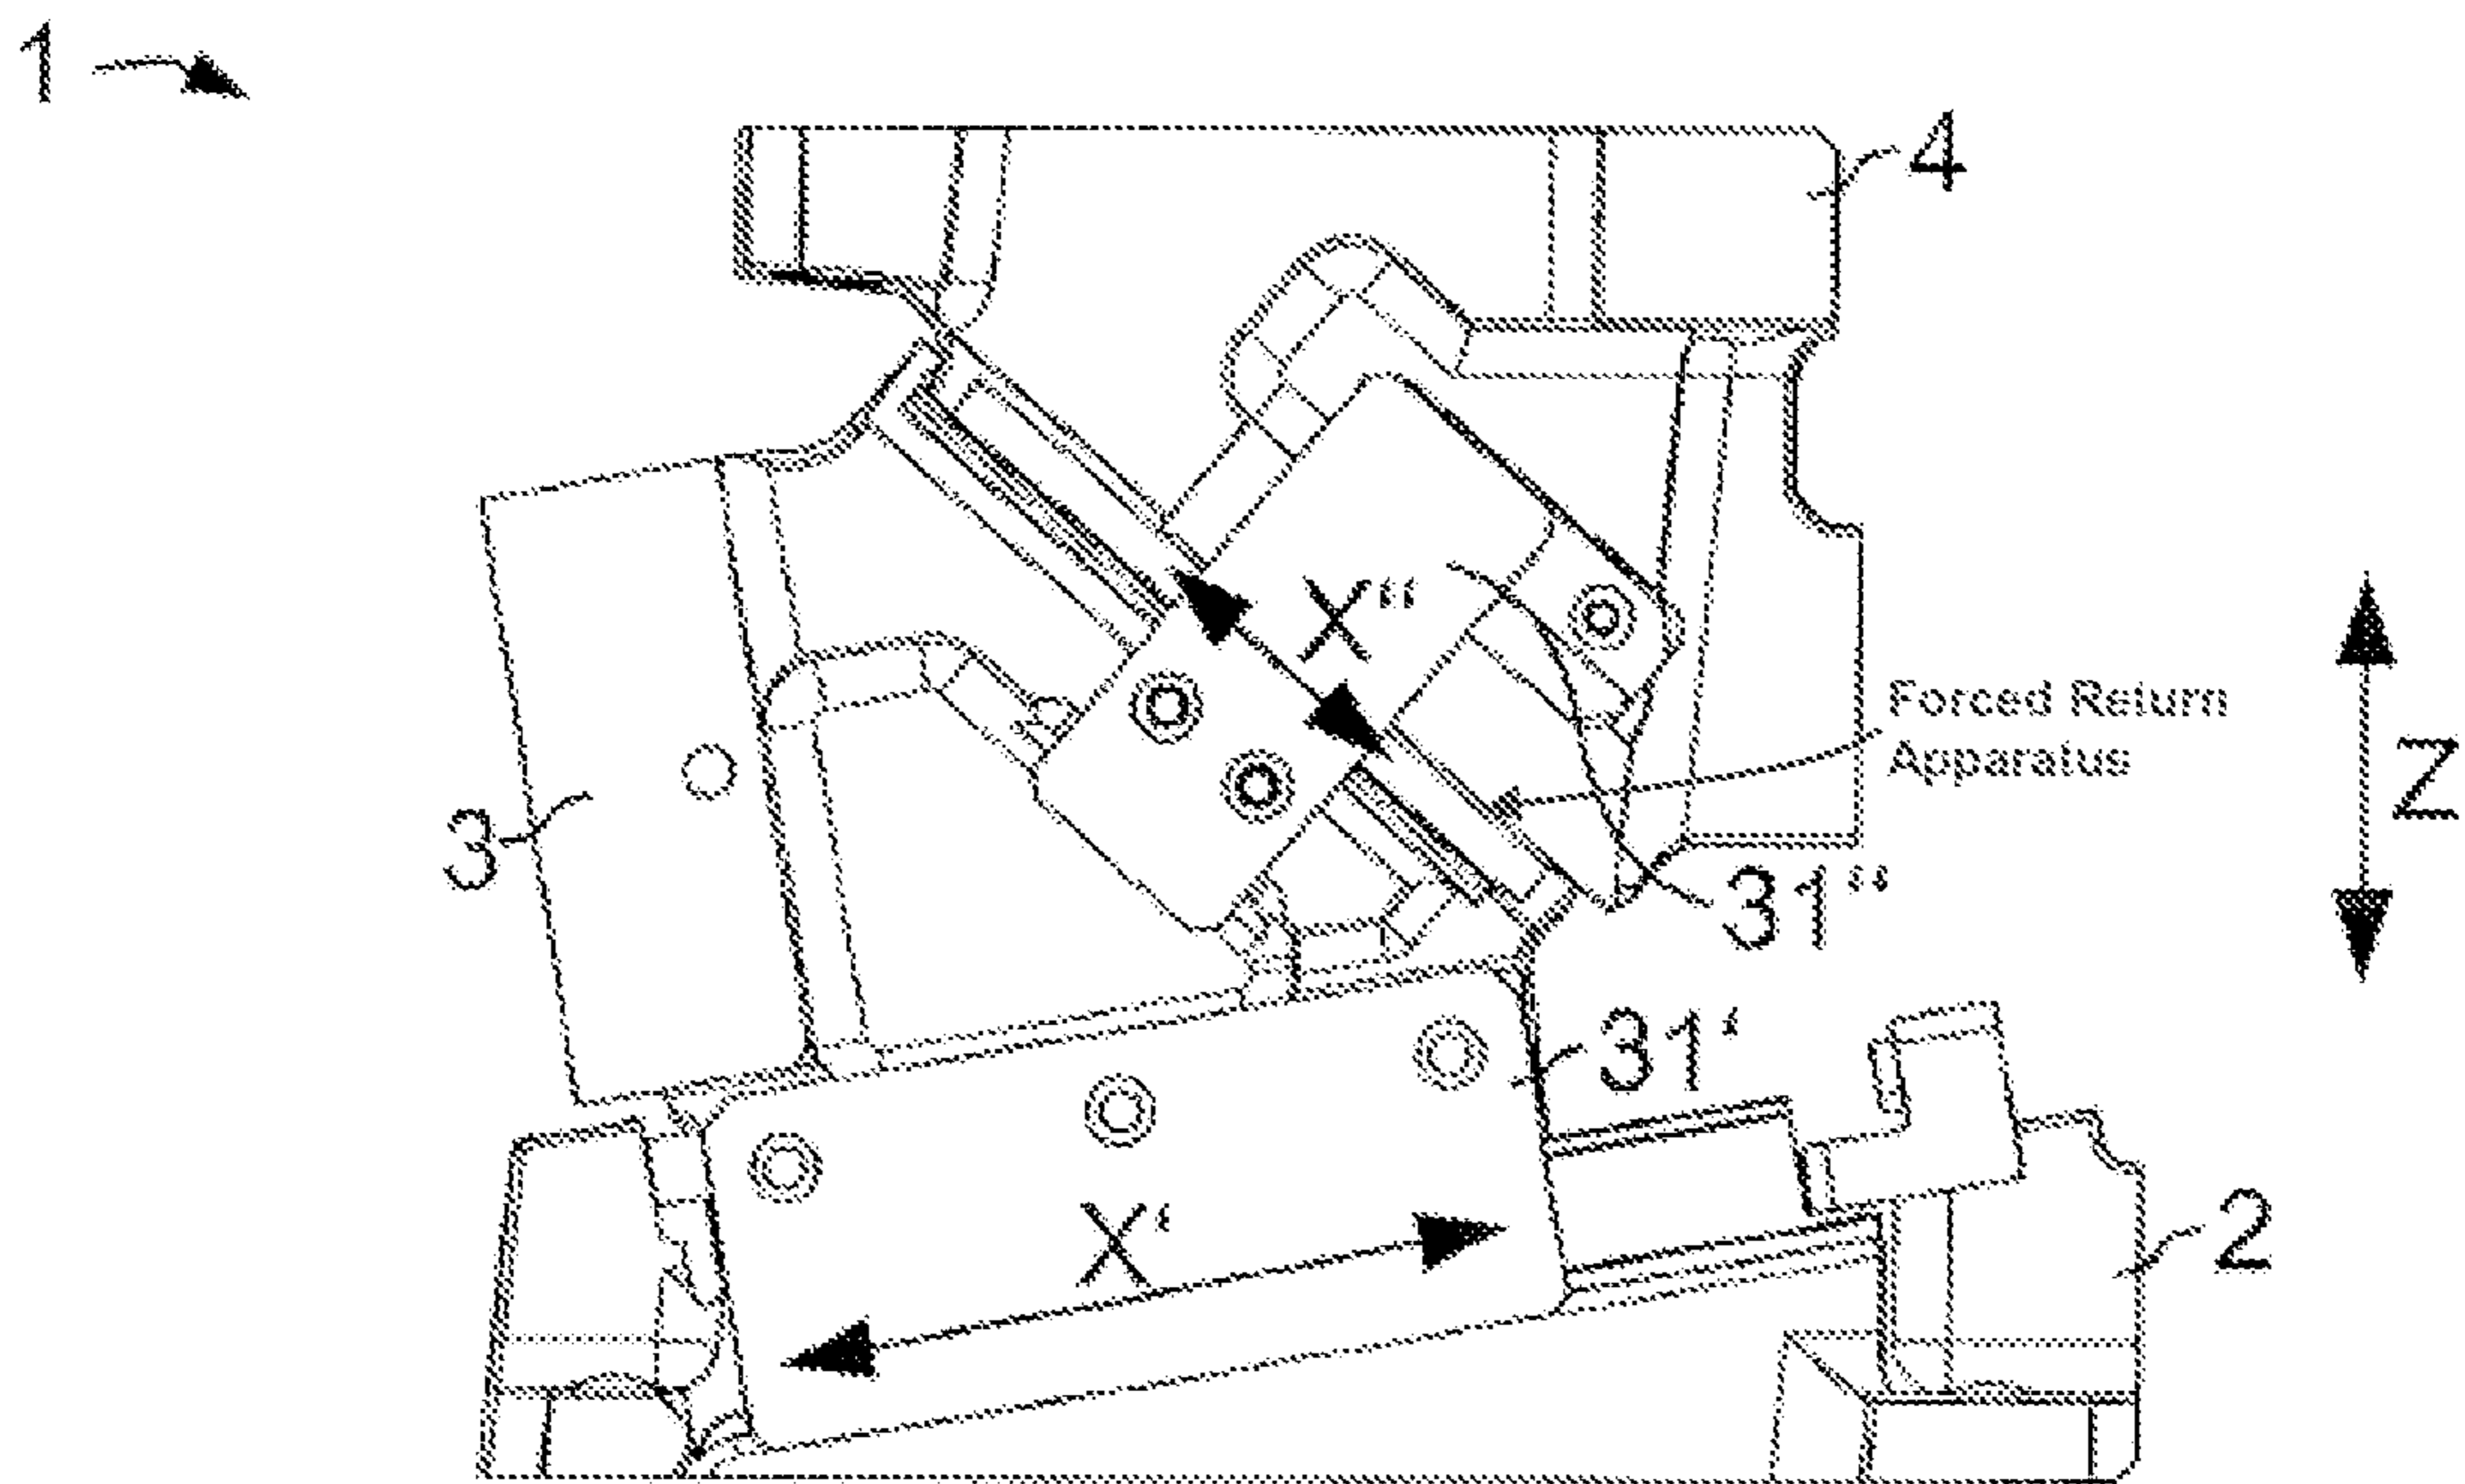 1
4
X“
Forced Return
Apparatus
Z
3
31“
31‘
2
X‘